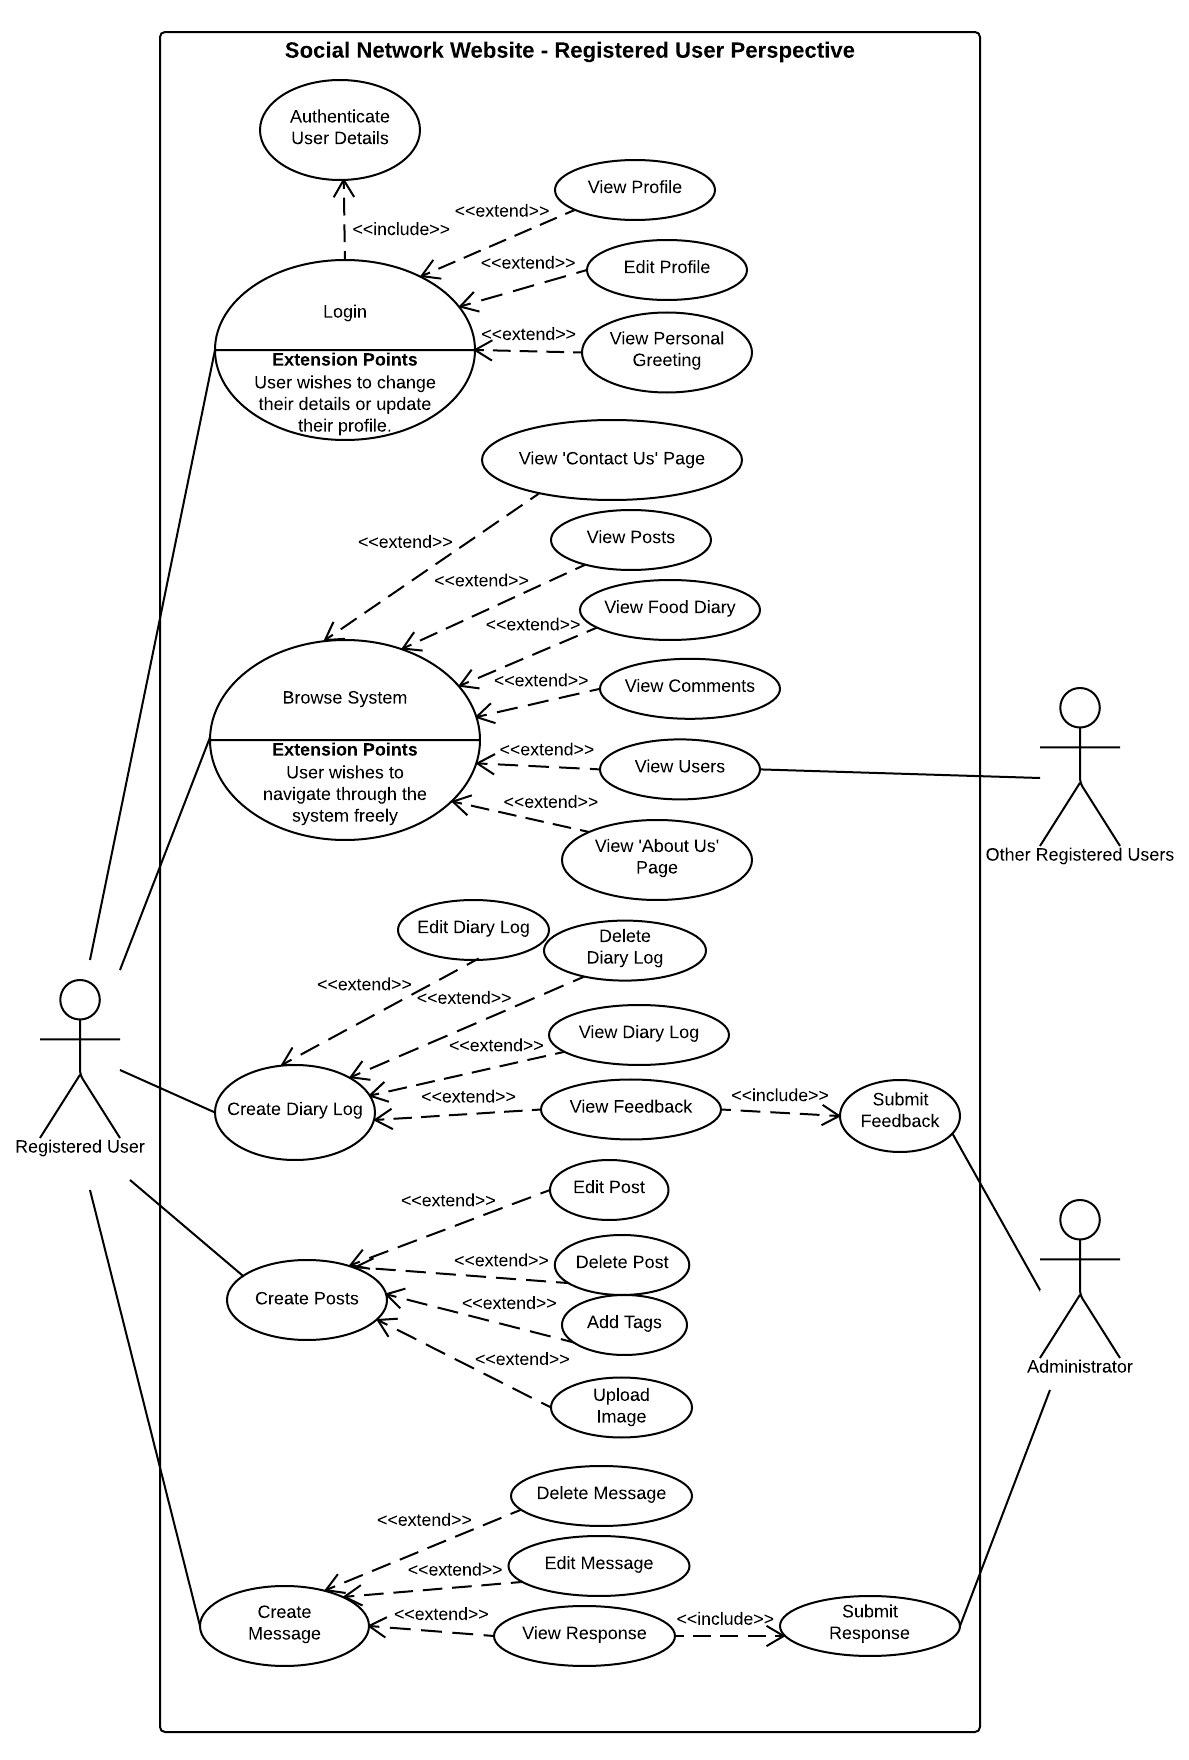 Social Network Website - Registered User Perspective
Authenticate
User Details
View Profile
<<extend>>
<<include>>
Edit Profile
<<extend>>
Login
<<extend>>
View Personal
Greeting
Extension Points
User wishes to change
their details or update
their profile.
View 'Contact Us' Page
<<extend>>
View Posts
<<extend>>
View Food Diary
<<extend>>
<<extend>>
View Comments
Browse System
Extension Points
User wishes to
navigate through the
system freely
<<extend>>
View Users
<<extend>>
View 'About Us'
Page
Other Registered Users
Edit Diary Log
Delete
Diary Log
<<extend>>
<<extend>>
View Diary Log
<<extend>>
Create Diary Log
<<extend>>
View Feedback
<<include>>
Submit
Feedback
Registered User
Edit Post
<<extend>>
<<extend>>
Delete Post
Create Posts
<<extend>>
Add Tags
<<extend>>
Upload
Image
Administrator
Delete Message
<<extend>>
Edit Message
<<extend>>
Create
Message
<<extend>>
View Response
<<include>>
Submit
Response